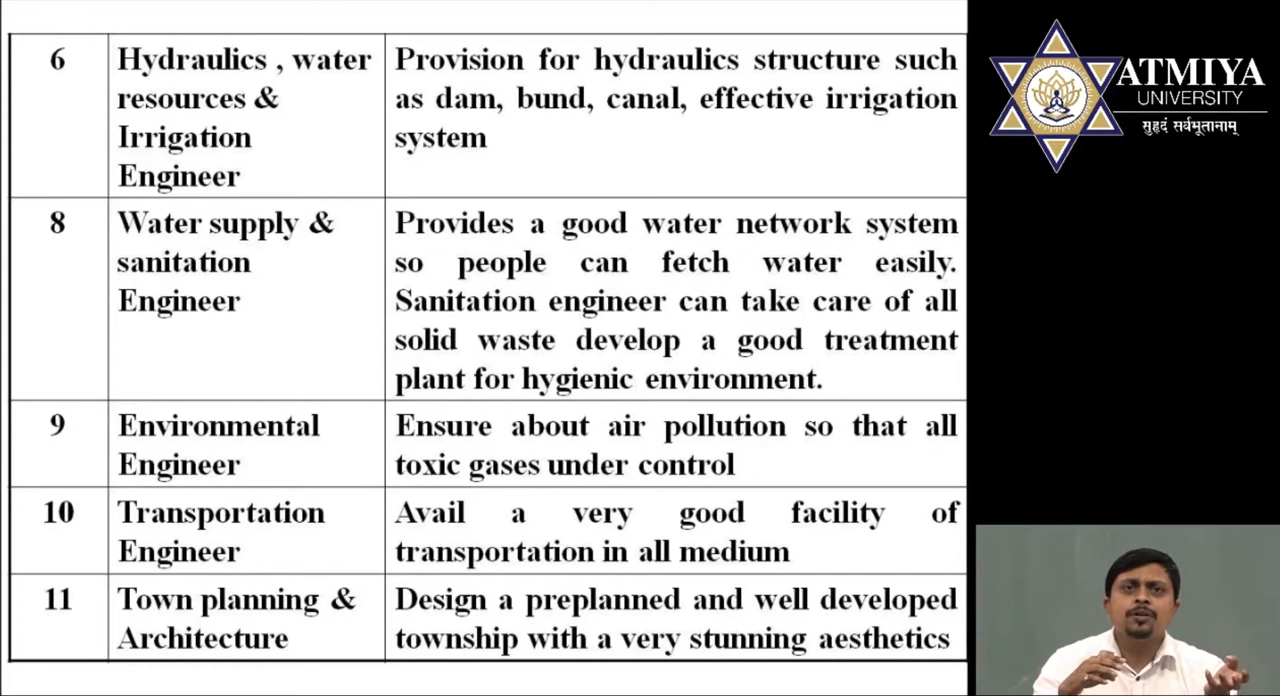 6
Hydraulics , water
resources &
Irrigation
Engineer
Provision for hydraulics structure such
as dam, bund, canal, effective irrigation
system
8
Water supply &
sanitation
Engineer
Provides a good water network system
so people can fetch water easily.
Sanitation engineer can take care of all
solid waste develop a good treatment
plant for hygienic environment.
9
Environmental
Engineer
Ensure about air pollution so that all
toxic gases under control
10
Transportation
Engineer
Avail a very good facility of
transportation in all medium
11
Town planning &
Architecture
Design a preplanned and well developed
township with a very stunning aesthetics
ATMIYA
UNIVERSITY
सुहृदं सर्वभूतानाम्